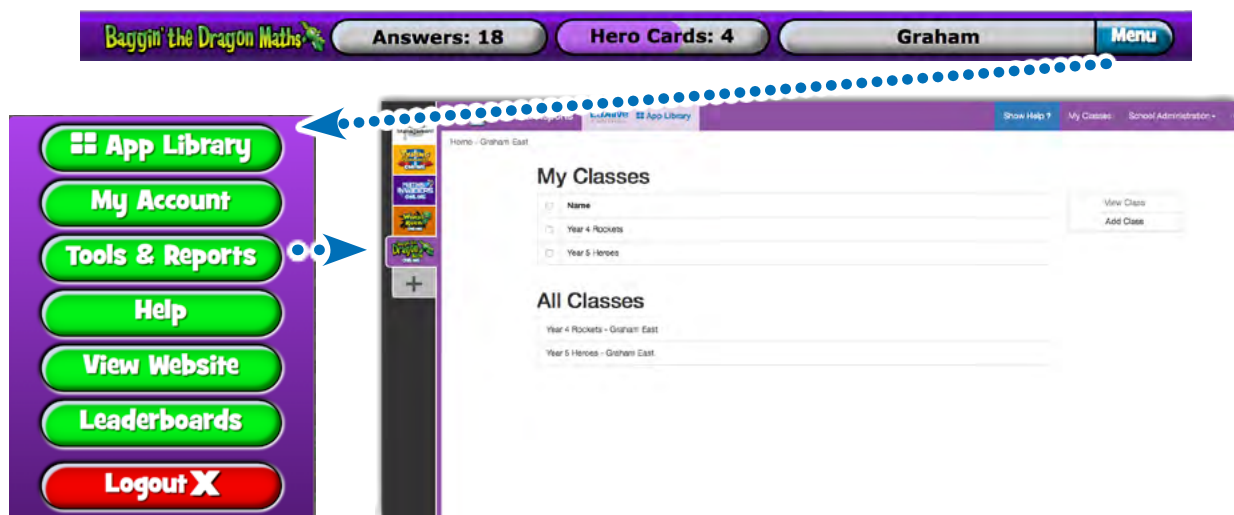 Baggin' the Dragon Maths Answers: 18 Hero Cards: 4 Graham Menu
App Library
My Account
Tools & Reports
Help
View Website
Leaderboards
Logout X
App Library Show Help ? My Classes School Administration
Home - Graham East
My Classes
Name
Year 4 Rockets
Year 5 Heroes
View Class
Add Class
All Classes
Year 4 Rockets - Graham East
Year 5 Heroes - Graham East